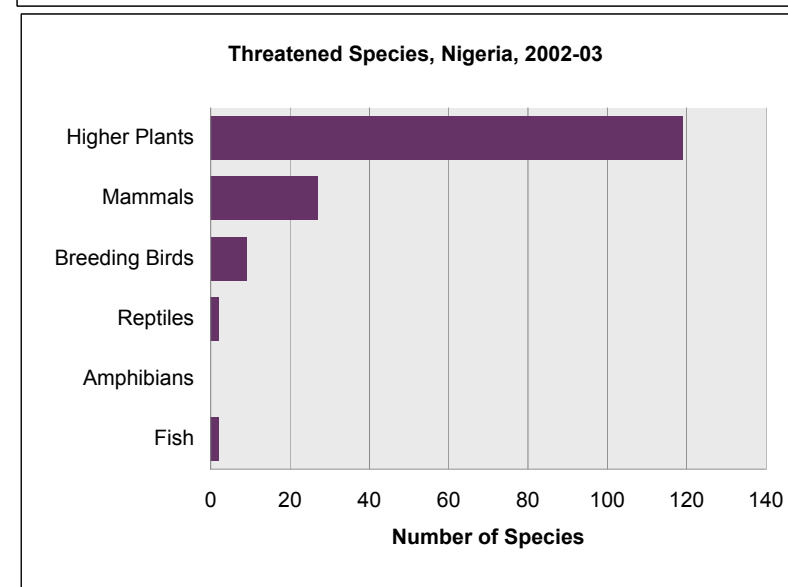 Threatened Species, Nigeria, 2002-03
Higher Plants
Mammals
Breeding Birds
Reptiles
Amphibians
Fish
0 20 40 60 80 100 120 140
Number of Species